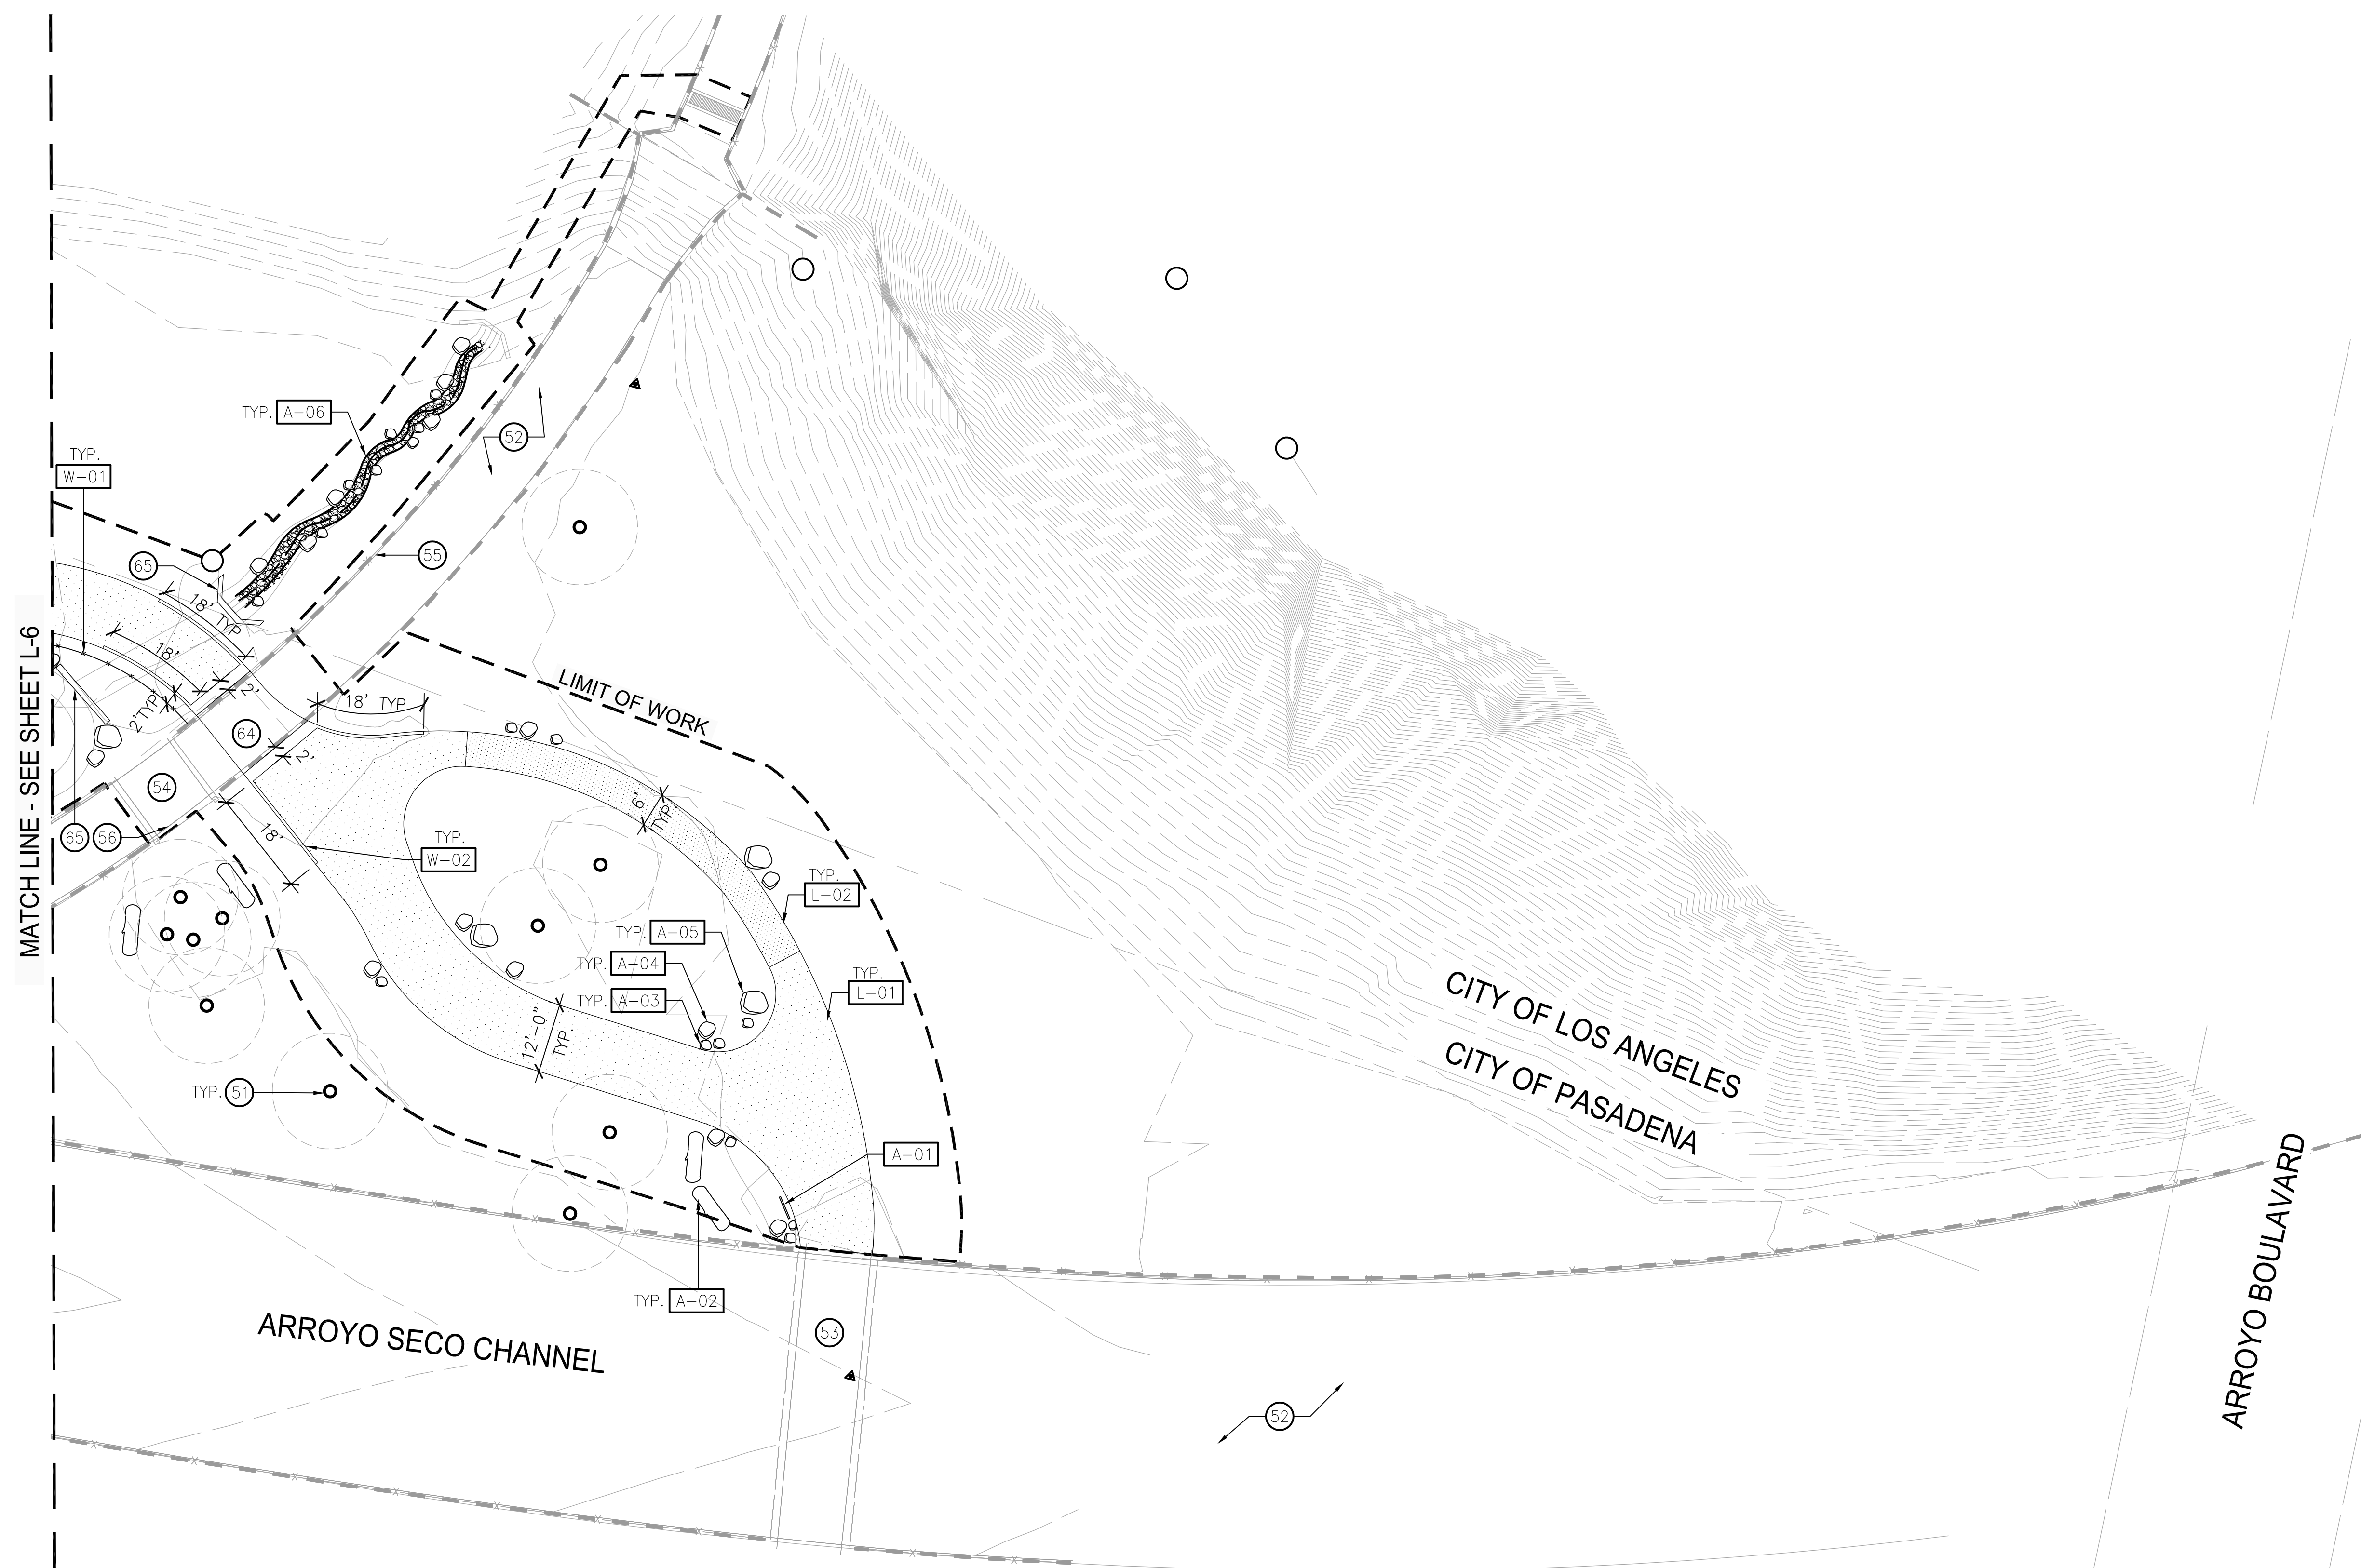 TYP. A-06
52
TYP.
W-01
55
65
18' TYP
18'
2'
2' TYP.
18' TYP
LIMIT OF WORK
MATCH LINE - SEE SHEET L-6
64
2'
54
6'
TYP.
65
56
18'
TYP.
W-02
TYP.
L-02
TYP. A-05
TYP. A-04
TYP. A-03
TYP.
L-01
12'-0"
TYP.
CITY OF LOS ANGELES
CITY OF PASADENA
TYP. 51
A-01
TYP. A-02
53
ARROYO SECO CHANNEL
52
ARROYO BOULAVARD